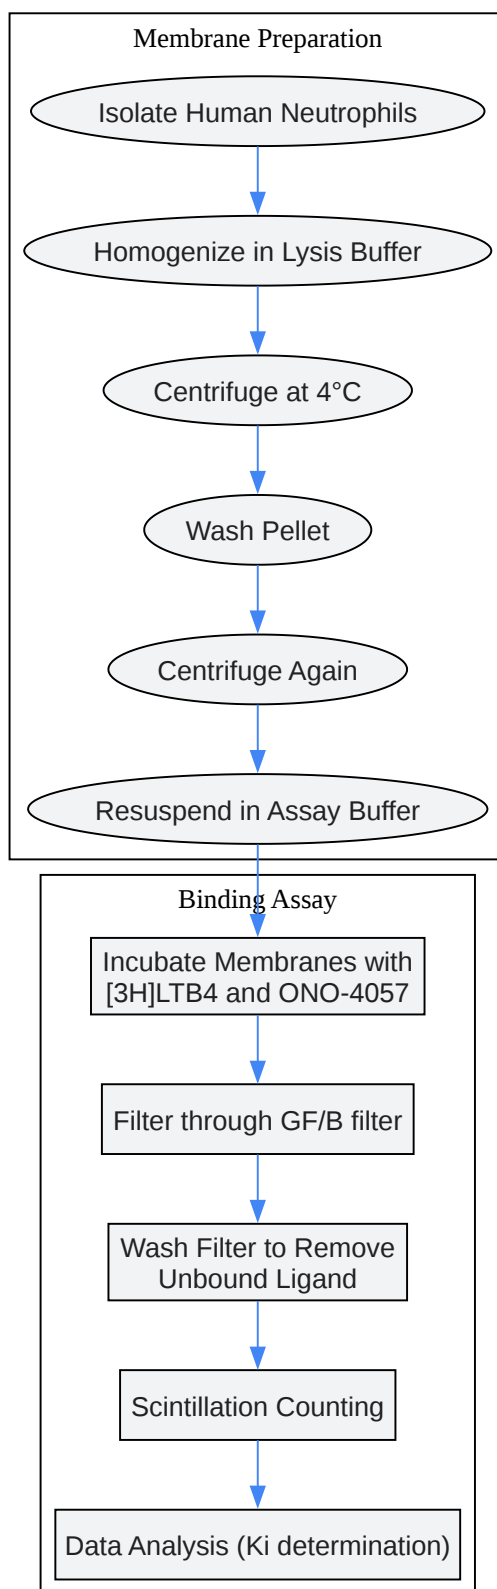 Membrane Preparation
Isolate Human Neutrophils
Homogenize in Lysis Buffer
Centrifuge at 4°C
Wash Pellet
Centrifuge Again
Resuspend in Assay Buffer
Binding Assay
Incubate Membranes with
[3H]LTB4 and ONO-4057
Filter through GF/B filter
Wash Filter to Remove
Unbound Ligand
Scintillation Counting
Data Analysis (Ki determination)